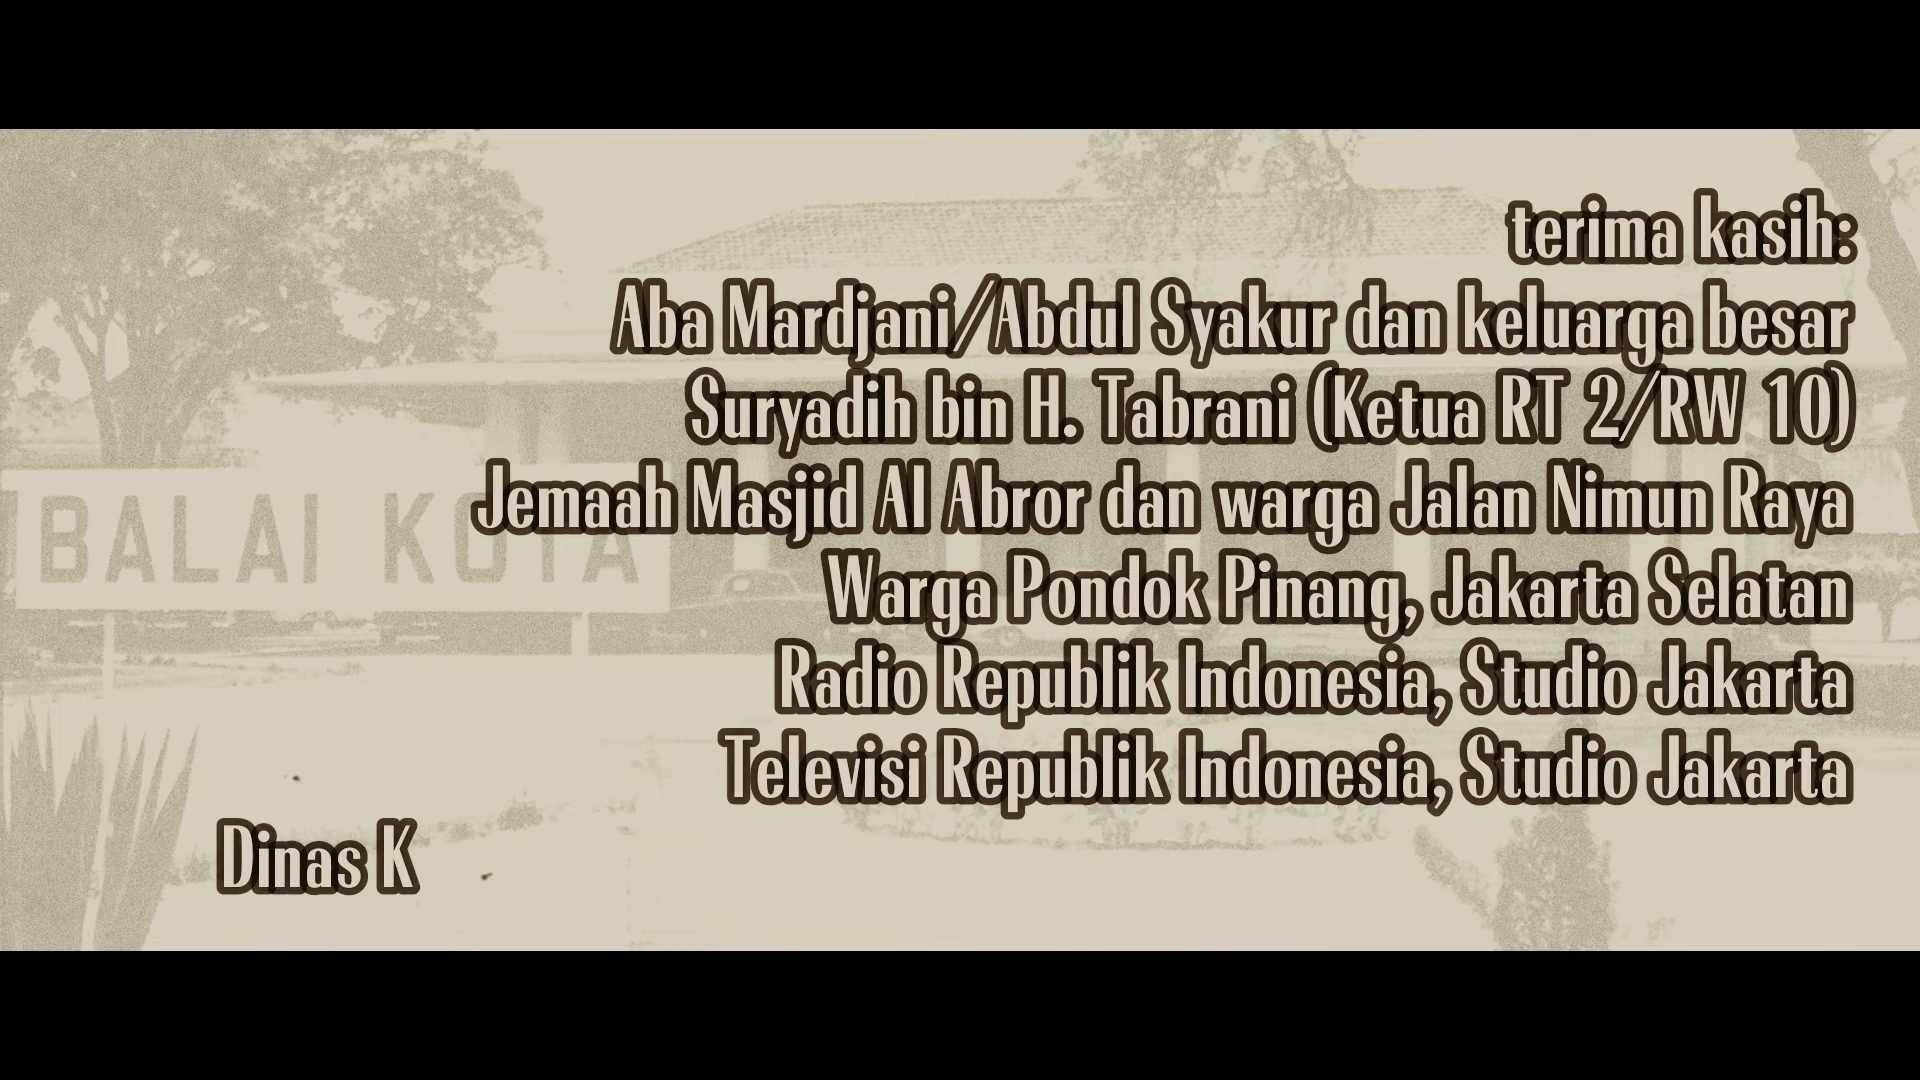 terima kasih:
Aba Mardjani/Abdul Syakur dan keluarga besar
Suryadih bin H. Tabrani (Ketua RT 2/RW 10)
Jemaah Masjid Al Abror dan warga Jalan Nimun Raya
Warga Pondok Pinang, Jakarta Selatan
Radio Republik Indonesia, Studio Jakarta
Televisi Republik Indonesia, Studio Jakarta
Dinas K
BALAI KOTA